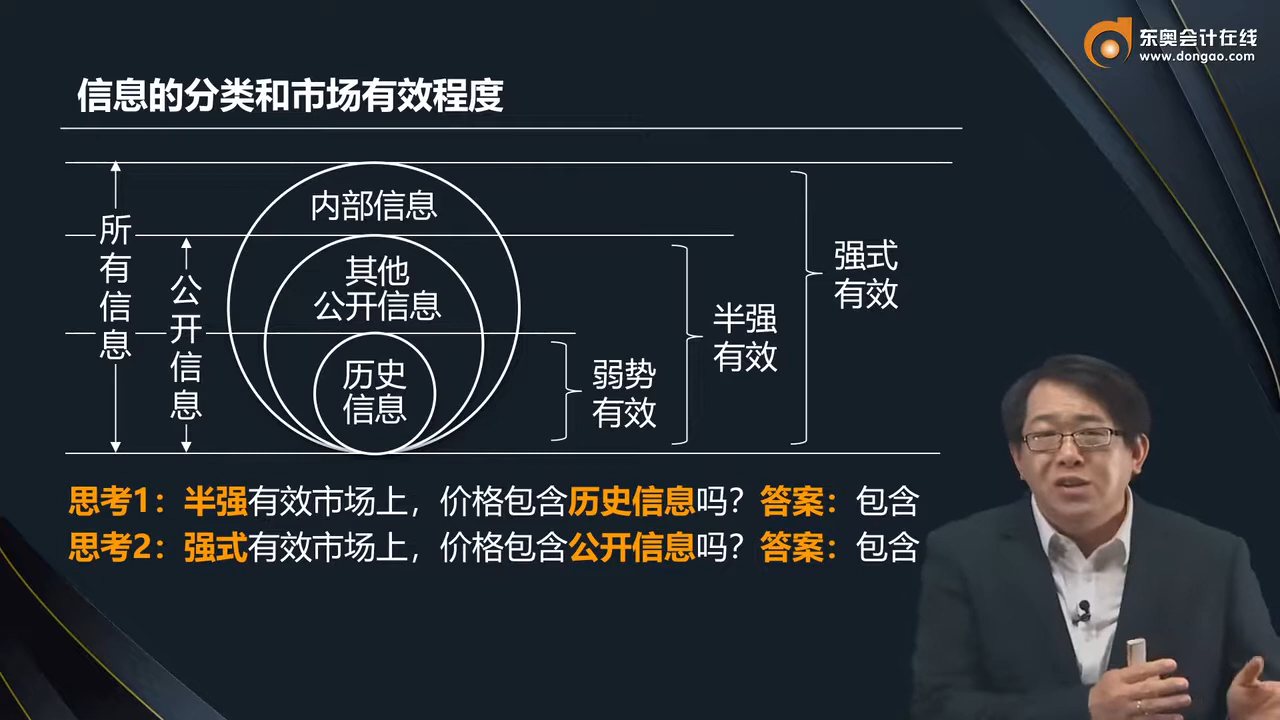 东奥会计在线
www.dongao.com
信息的分类和市场有效程度
所有信息
公开信息
内部信息
其他
公开信息
历史
信息
弱势
有效
半强
有效
强式
有效
思考1：半强有效市场上，价格包含历史信息吗？答案：包含
思考2：强式有效市场上，价格包含公开信息吗？答案：包含